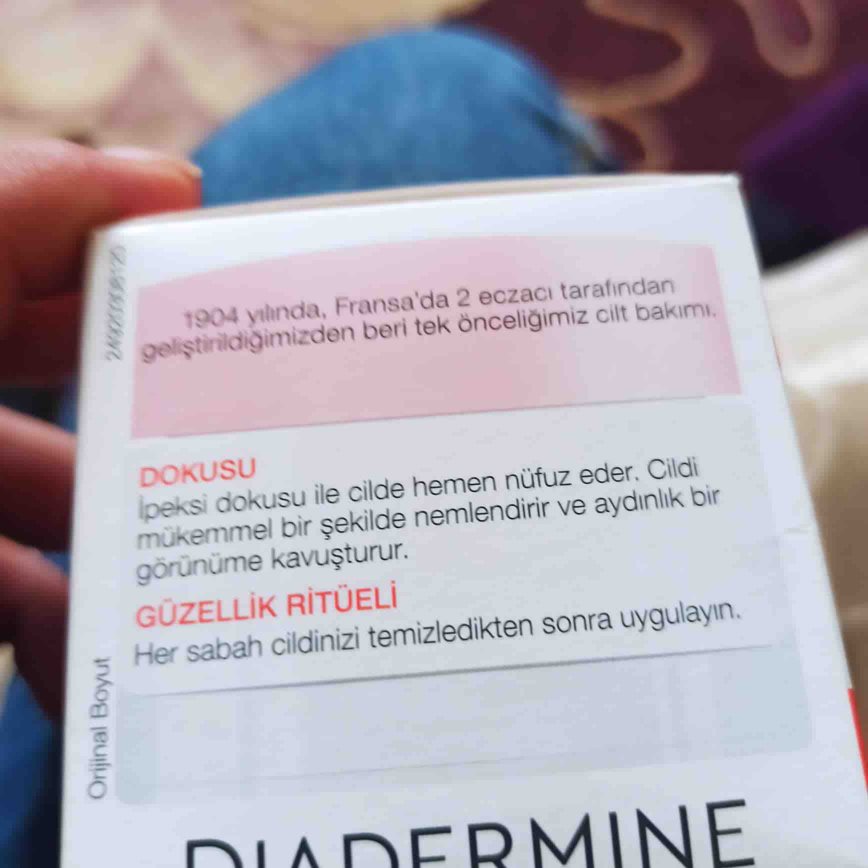 1904 yılında, Fransa'da 2 eczacı tarafından
geliştirildiğimizden beri tek önceliğimiz cilt bakımı.
DOKUSU
İpeksi dokusu ile cilde hemen nüfuz eder. Cildi
mükemmel bir şekilde nemlendirir ve aydınlık bir
görünüme kavuşturur.
GÜZELLİK RİTÜELİ
Her sabah cildinizi temizledikten sonra uygulayın.
Orijinal Boyut
DIADERMINE